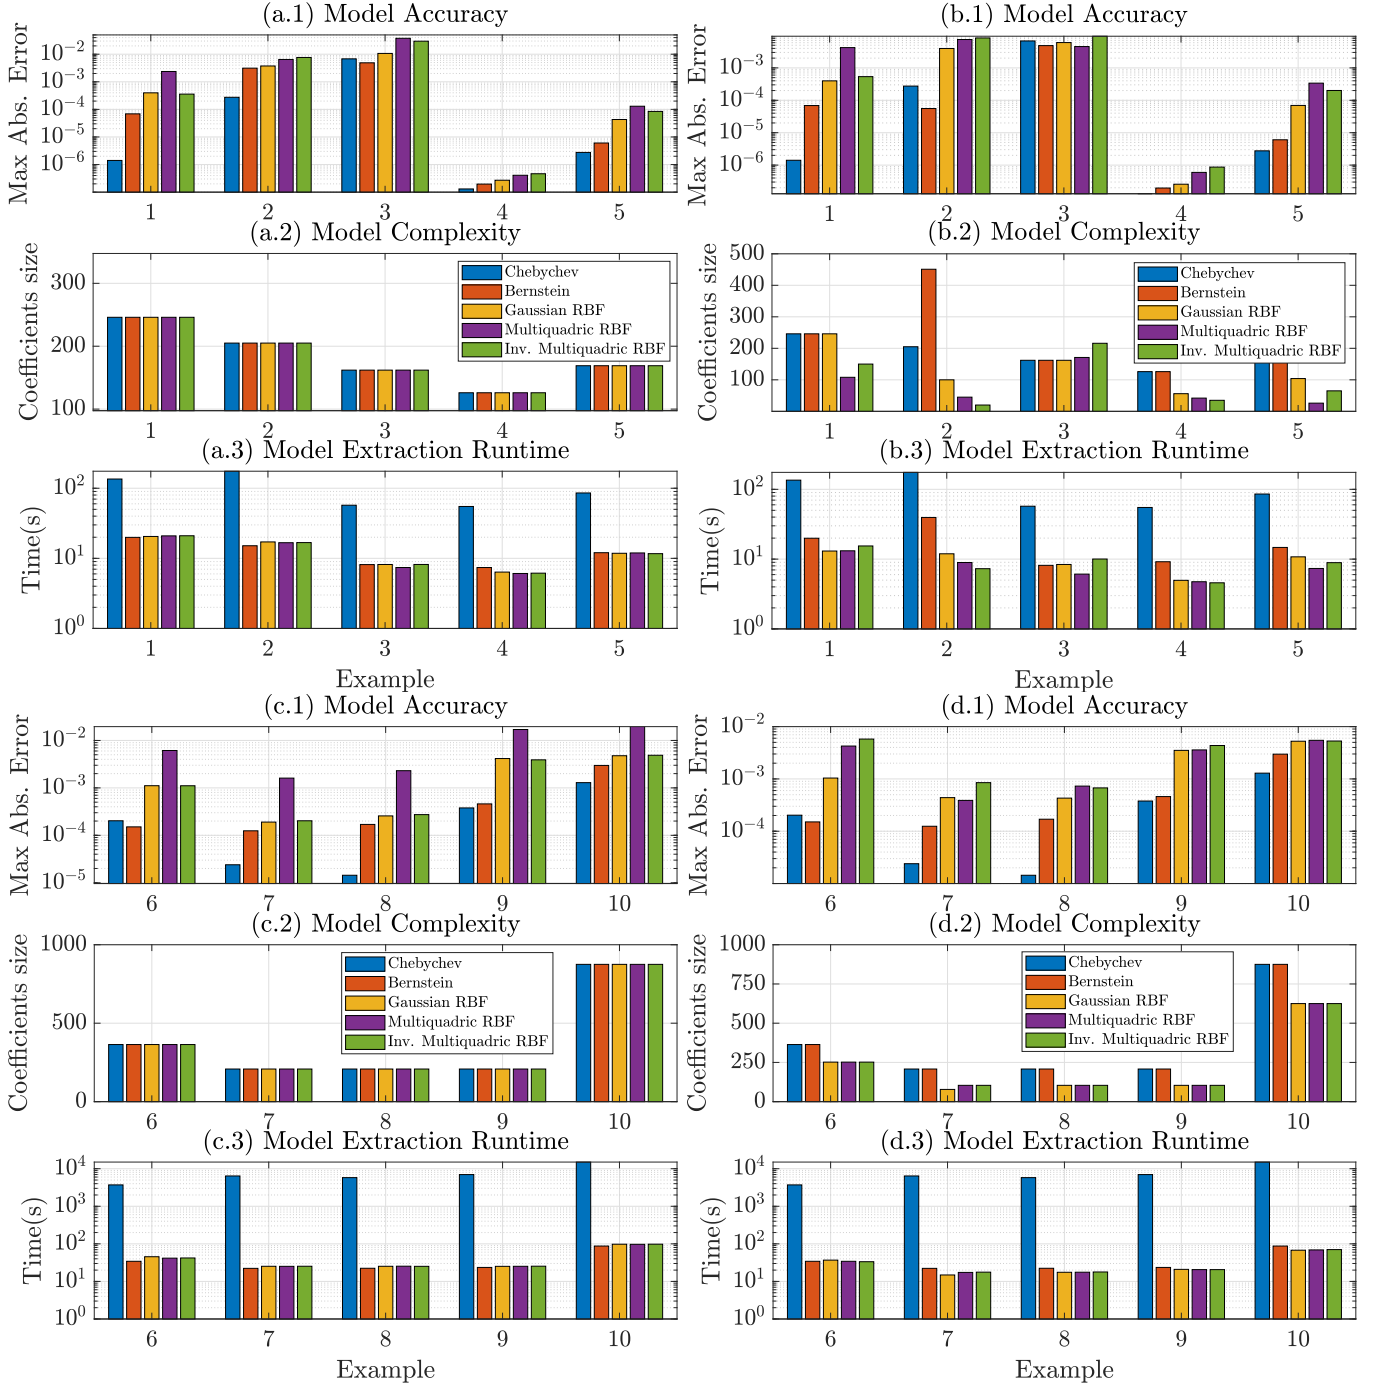 (a.1) Model Accuracy
Max Abs. Error
10^-2
10^-3
10^-4
10^-5
10^-6
1 2 3 4 5
(b.1) Model Accuracy
Max Abs. Error
10^-3
10^-4
10^-5
10^-6
1 2 3 4 5
(a.2) Model Complexity
Coefficients size
300
200
100
Chebychev
Bernstein
Gaussian RBF
Multiquadric RBF
Inv. Multiquadric RBF
1 2 3 4 5
(b.2) Model Complexity
Coefficients size
500
400
300
200
100
Chebychev
Bernstein
Gaussian RBF
Multiquadric RBF
Inv. Multiquadric RBF
1 2 3 4 5
(a.3) Model Extraction Runtime
Time(s)
10^2
10^1
10^0
1 2 3 4 5
Example
(b.3) Model Extraction Runtime
Time(s)
10^2
10^1
10^0
1 2 3 4 5
Example
(c.1) Model Accuracy
Max Abs. Error
10^-2
10^-3
10^-4
10^-5
6 7 8 9 10
(d.1) Model Accuracy
Max Abs. Error
10^-2
10^-3
10^-4
6 7 8 9 10
(c.2) Model Complexity
Coefficients size
1000
500
0
Chebychev
Bernstein
Gaussian RBF
Multiquadric RBF
Inv. Multiquadric RBF
6 7 8 9 10
(d.2) Model Complexity
Coefficients size
1000
750
500
250
0
Chebychev
Bernstein
Gaussian RBF
Multiquadric RBF
Inv. Multiquadric RBF
6 7 8 9 10
(c.3) Model Extraction Runtime
Time(s)
10^4
10^3
10^2
10^1
10^0
6 7 8 9 10
Example
(d.3) Model Extraction Runtime
Time(s)
10^4
10^3
10^2
10^1
10^0
6 7 8 9 10
Example